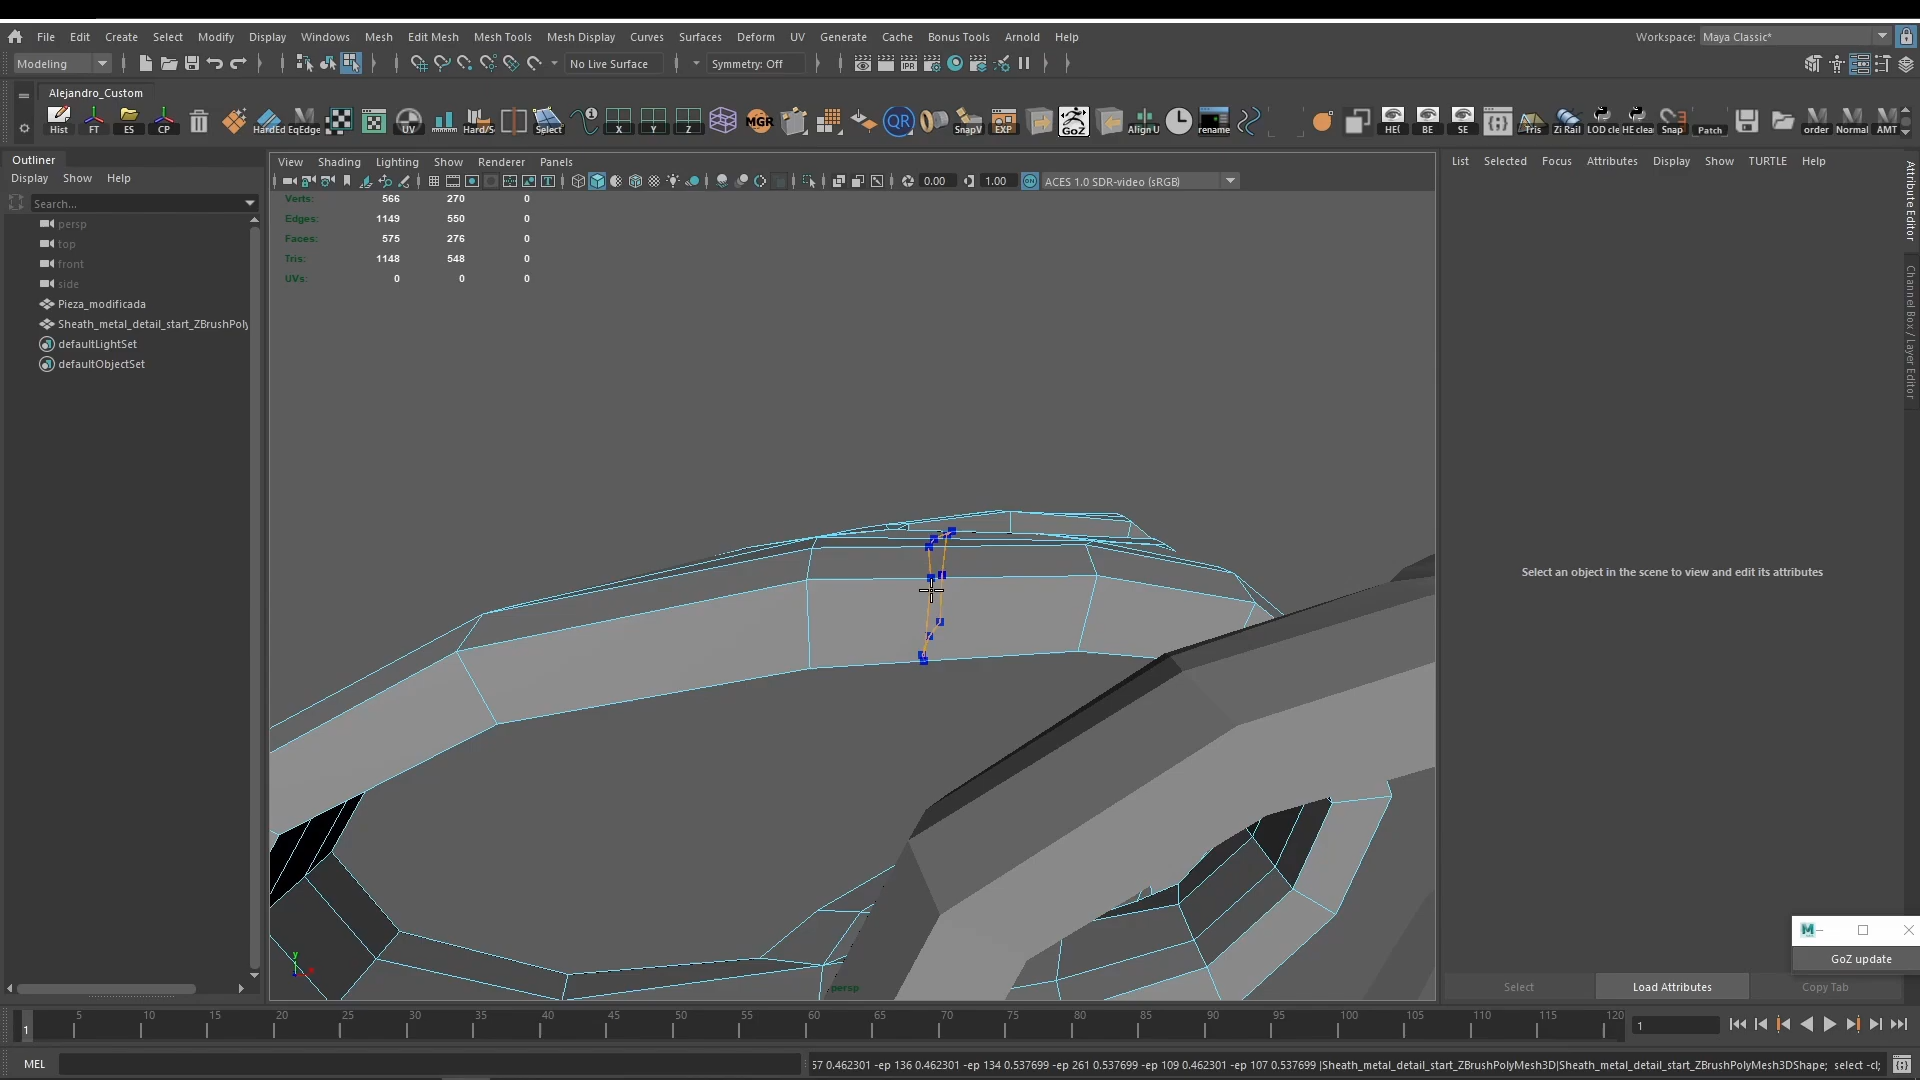 File Edit Create Select Modify Display Windows Mesh Edit Mesh Mesh Tools Mesh Display Curves Surfaces Deform UV Generate Cache Bonus Tools Arnold Help Workspace: Maya Classic*
Modeling No Live Surface Symmetry: Off
Alejandro_Custom
Hist FT ES CP HardEd EqEdge UV Hard/S Select X Y Z MGR QR SnapV EXP GoZ Align U rename HE( BE SE Tris Zi Rail LOD cle HE clea Snap Patch order Normal AMT
Outliner
Display Show Help
Search...
persp
top
front
side
Pieza_modificada
Sheath_metal_detail_start_ZBrushPoly
defaultLightSet
defaultObjectSet
View Shading Lighting Show Renderer Panels
0.00 1.00 ON ACES 1.0 SDR-video (sRGB)
Verts: 566 270 0
Edges: 1149 550 0
Faces: 575 276 0
Tris: 1148 548 0
UVs: 0 0 0
y
x
persp
List Selected Focus Attributes Display Show TURTLE Help
Attribute Editor
Channel Box / Layer Editor
Select an object in the scene to view and edit its attributes
GoZ update
Select Load Attributes Copy Tab
1 5 10 15 20 25 30 35 40 45 50 55 60 65 70 75 80 85 90 95 100 105 110 115 120 1
MEL 57 0.462301 -ep 136 0.462301 -ep 134 0.537699 -ep 261 0.537699 -ep 109 0.462301 -ep 107 0.537699 |Sheath_metal_detail_start_ZBrushPolyMesh3D|Sheath_metal_detail_start_ZBrushPolyMesh3DShape; select -cl;